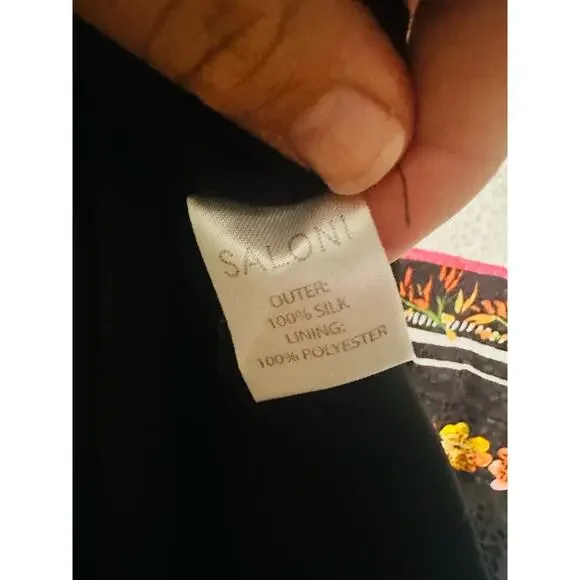 SALONI
OUTER:
100% SILK
LINING:
100% POLYESTER